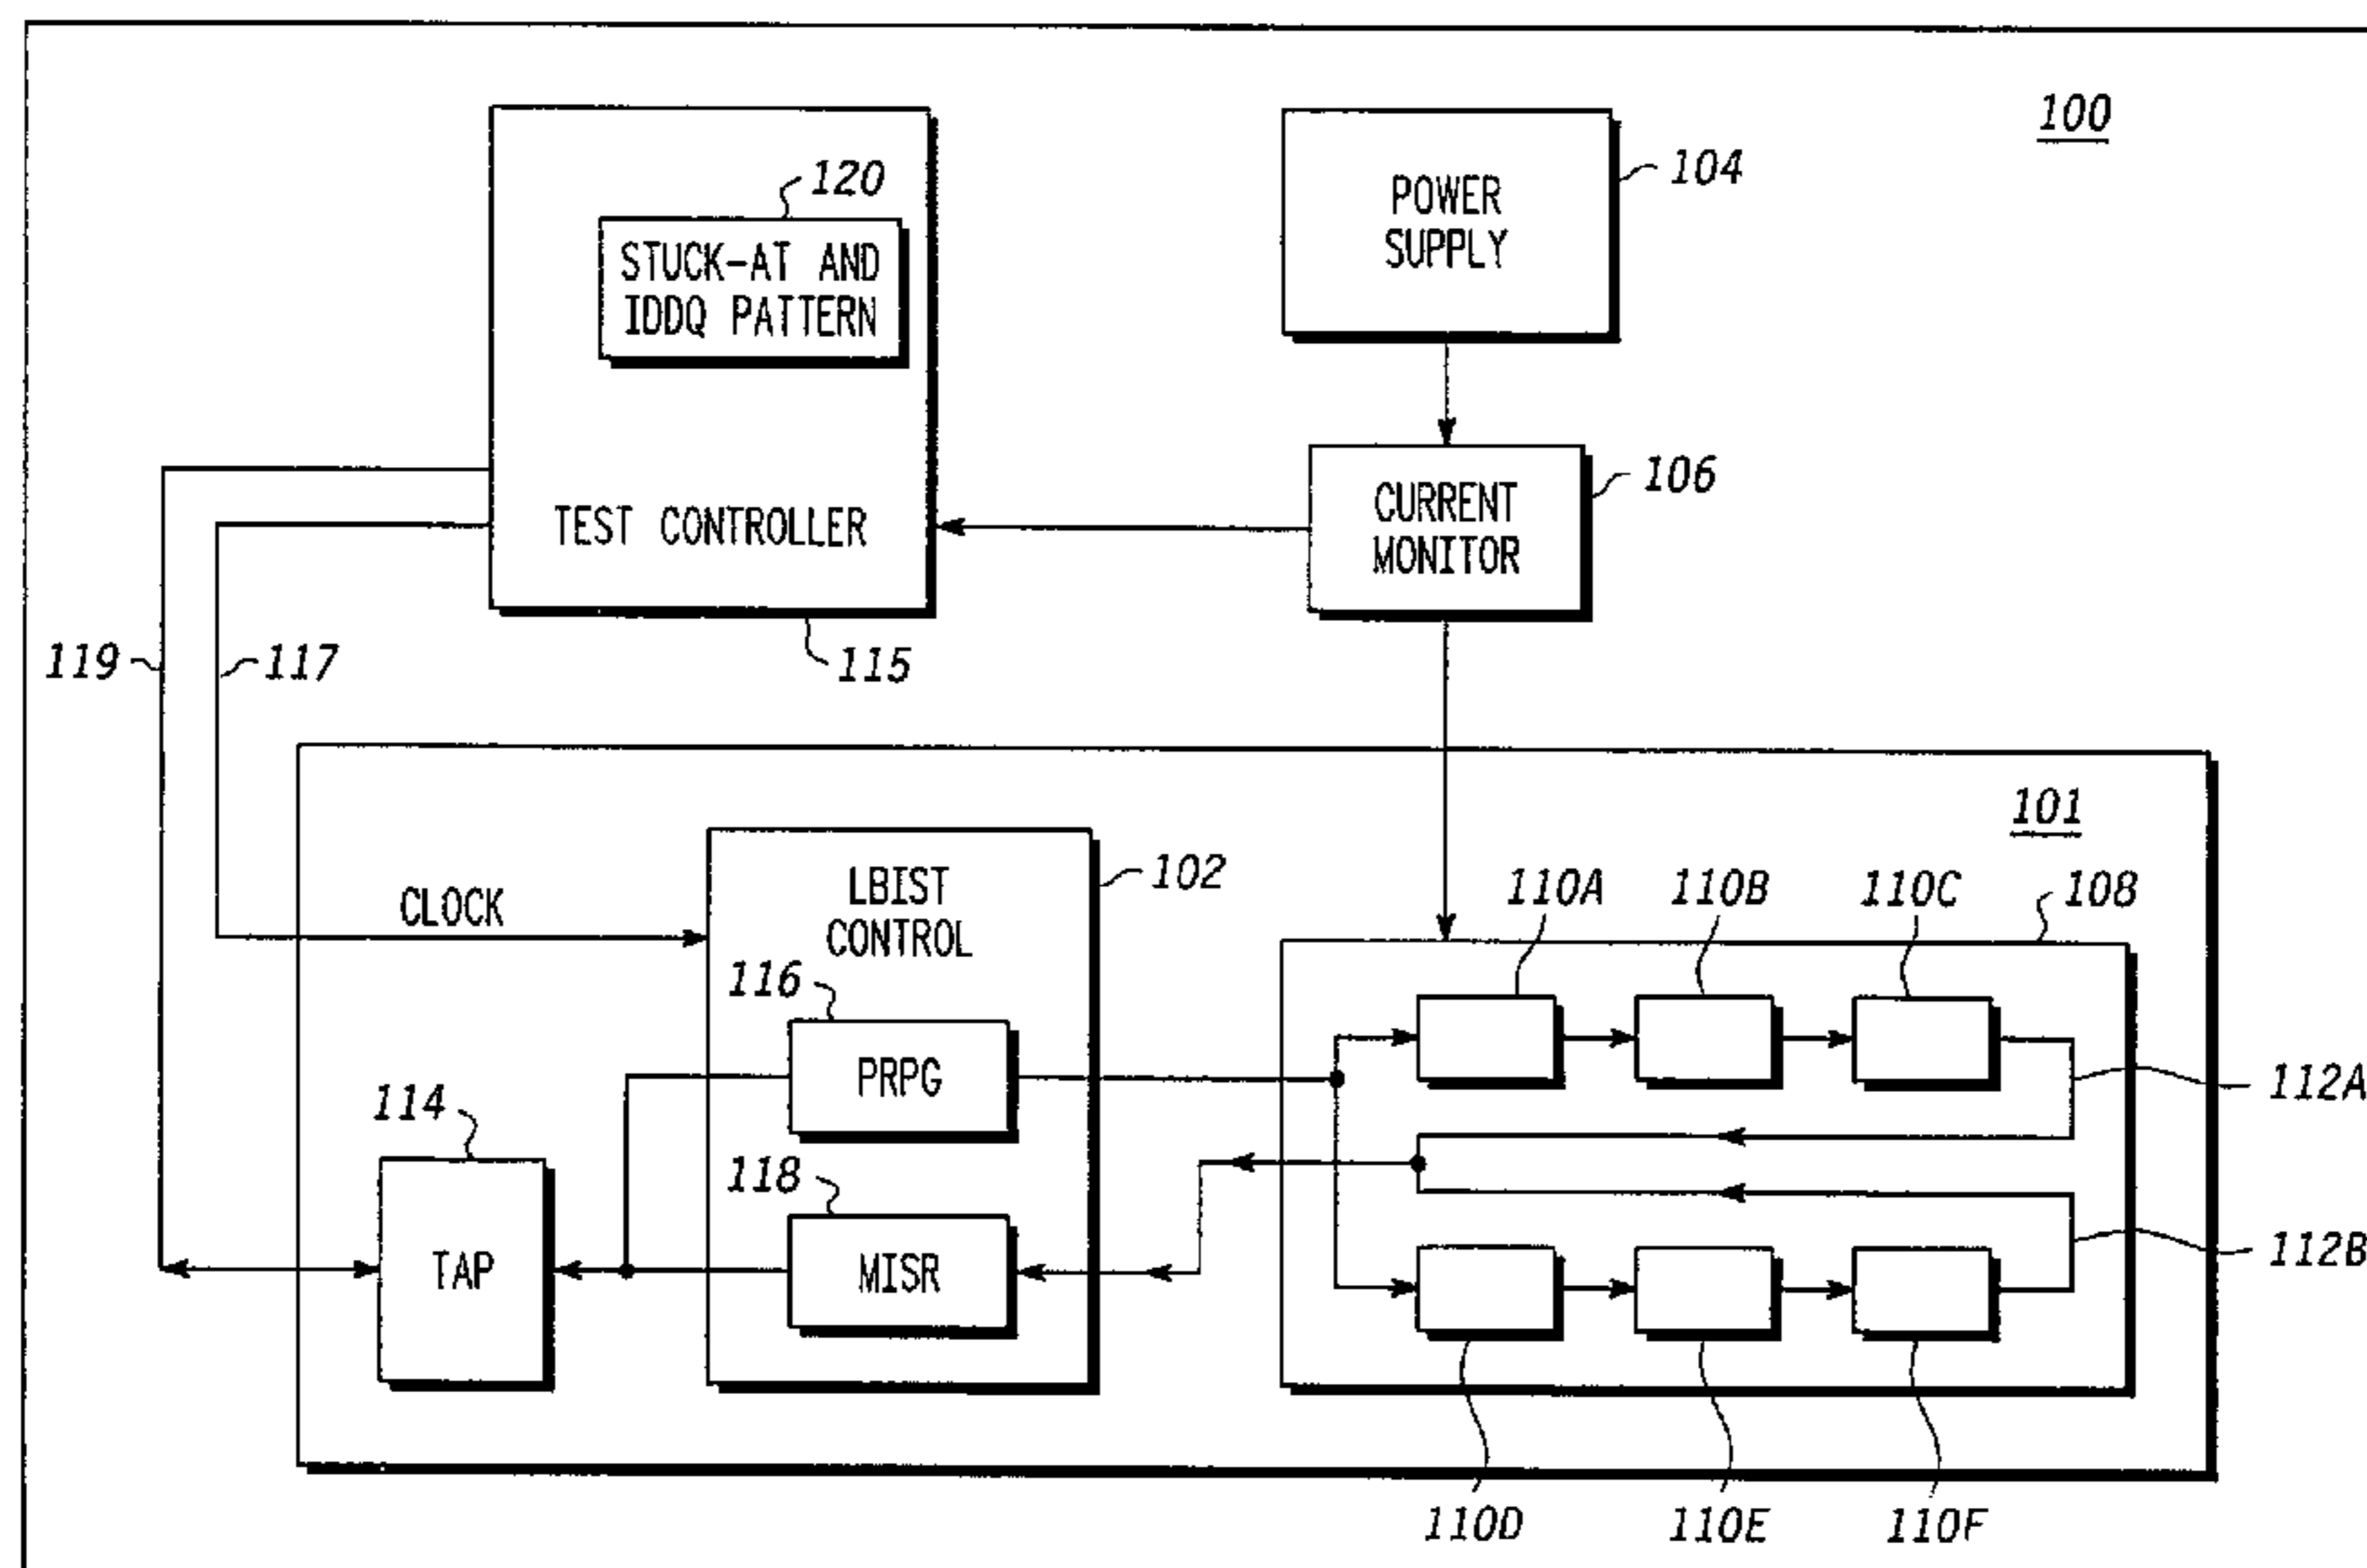 100
120
STUCK-AT AND
IDDQ PATTERN
TEST CONTROLLER
115
POWER
SUPPLY
104
CURRENT
MONITOR
106
119
117
101
CLOCK
LBIST
CONTROL
102
116
PRPG
118
MISR
114
TAP
110A
110B
110C
108
112A
112B
110D
110E
110F